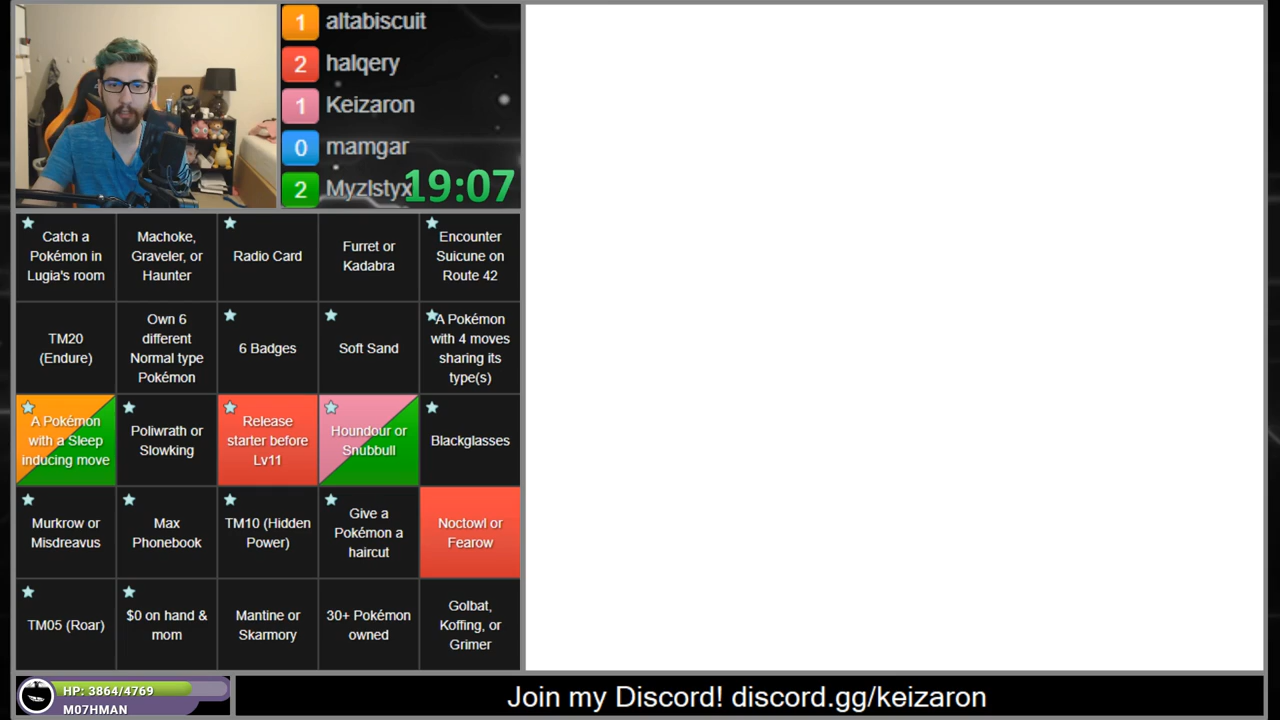 1 altabiscuit
2 halqery
1 Keizaron
0 mamgar
2 MyzIstyx
19:07
Catch a
Pokémon in
Lugia's room
Machoke,
Graveler, or
Haunter
Radio Card
Furret or
Kadabra
Encounter
Suicune on
Route 42
TM20
(Endure)
Own 6
different
Normal type
Pokémon
6 Badges
Soft Sand
A Pokémon
with 4 moves
sharing its
type(s)
A Pokémon
with a Sleep
inducing move
Poliwrath or
Slowking
Release
starter before
Lv11
Houndour or
Snubbull
Blackglasses
Murkrow or
Misdreavus
Max
Phonebook
TM10 (Hidden
Power)
Give a
Pokémon a
haircut
Noctowl or
Fearow
TM05 (Roar)
$0 on hand &
mom
Mantine or
Skarmory
30+ Pokémon
owned
Golbat,
Koffing, or
Grimer
HP: 3864/4769
M07HMAN
Join my Discord! discord.gg/keizaron